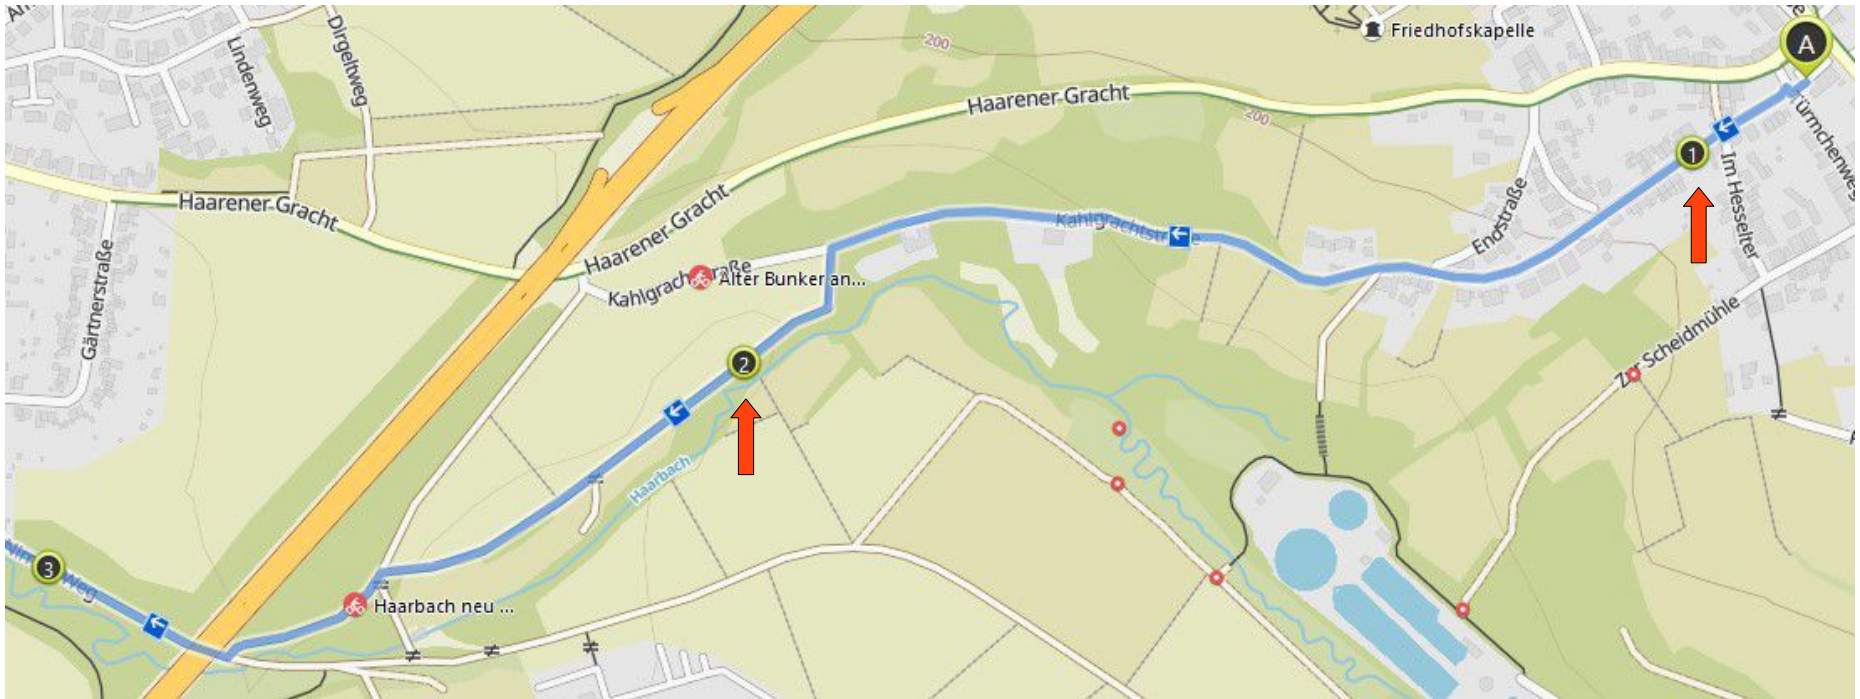 Lindenweg
Dirgeltweg
200
Friedhofskapelle
A
Haarener Gracht
200
Türmchenweg
1
Im Hesselter
Haarener Gracht
Haarener Gracht
Kahlgrachtstraße
Endstraße
Gärtnerstraße
Kahlgrachtstraße
Alter Bunker an...
Zur Scheidmühle
2
Haarbach
3
Haarbach neu ...